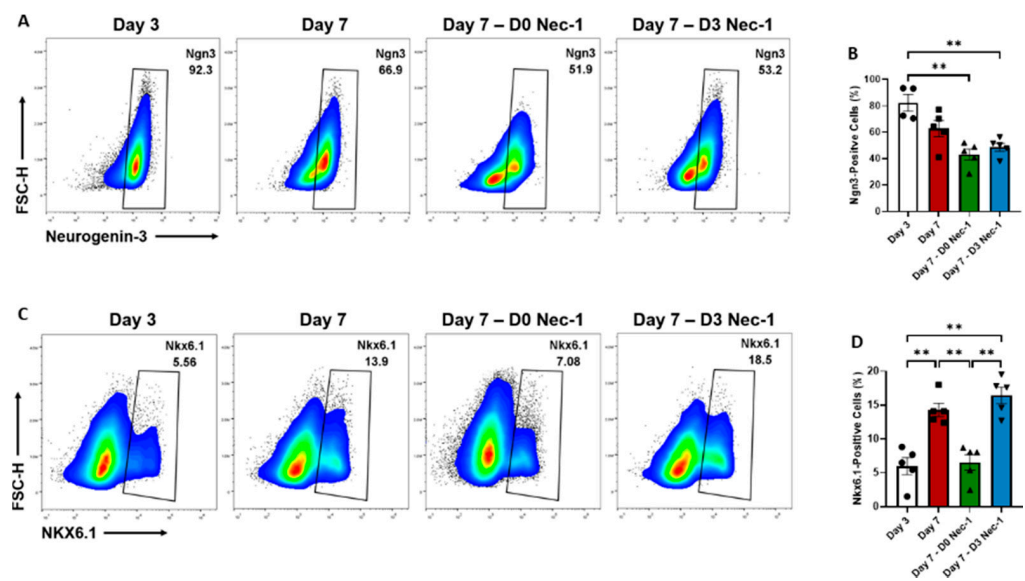 A
Day 3
Day 7
Day 7 – D0 Nec-1
Day 7 – D3 Nec-1
Ngn3
92.3
Ngn3
66.9
Ngn3
51.9
Ngn3
53.2
FSC-H
Neurogenin-3
B
**
**
Ngn3-Positive Cells (%)
100
80
60
40
20
0
Day 3
Day 7
Day 7 - D0 Nec-1
Day 7 - D3 Nec-1
C
Day 3
Day 7
Day 7 – D0 Nec-1
Day 7 – D3 Nec-1
Nkx6.1
5.56
Nkx6.1
13.9
Nkx6.1
7.08
Nkx6.1
18.5
FSC-H
NKX6.1
D
**
** ** **
Nkx6.1-Positive Cells (%)
20
15
10
5
0
Day 3
Day 7
Day 7 - D0 Nec-1
Day 7 - D3 Nec-1